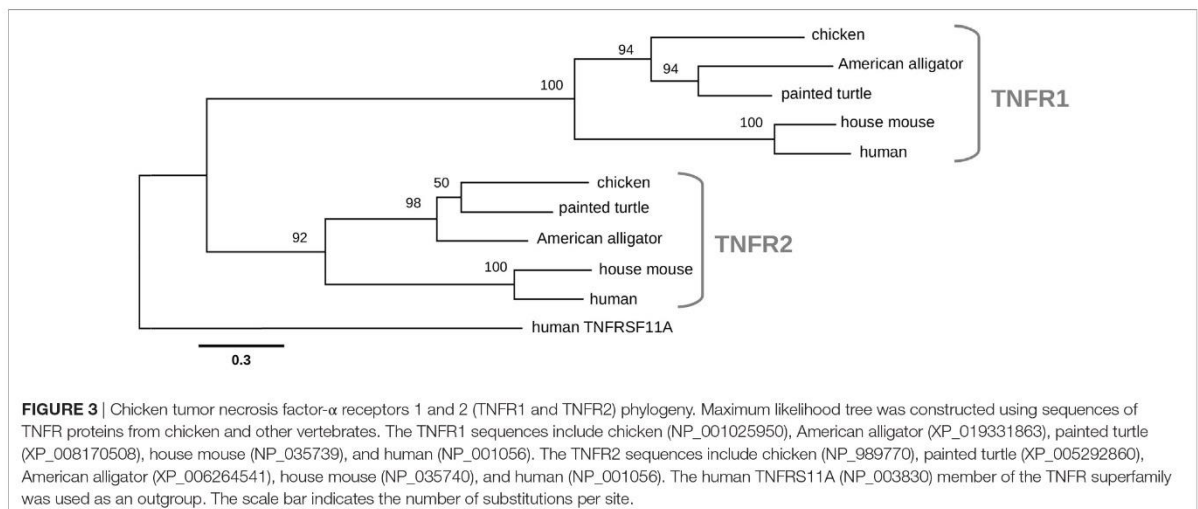 chicken
94
American alligator
94
painted turtle
100
TNFR1
100
house mouse
human
50
chicken
98
painted turtle
92
American alligator
TNFR2
100
house mouse
human
human TNFRSF11A
0.3
FIGURE 3 | Chicken tumor necrosis factor-α receptors 1 and 2 (TNFR1 and TNFR2) phylogeny. Maximum likelihood tree was constructed using sequences of
TNFR proteins from chicken and other vertebrates. The TNFR1 sequences include chicken (NP_001025950), American alligator (XP_019331863), painted turtle
(XP_008170508), house mouse (NP_035739), and human (NP_001056). The TNFR2 sequences include chicken (NP_989770), painted turtle (XP_005292860),
American alligator (XP_006264541), house mouse (NP_035740), and human (NP_001056). The human TNFRS11A (NP_003830) member of the TNFR superfamily
was used as an outgroup. The scale bar indicates the number of substitutions per site.